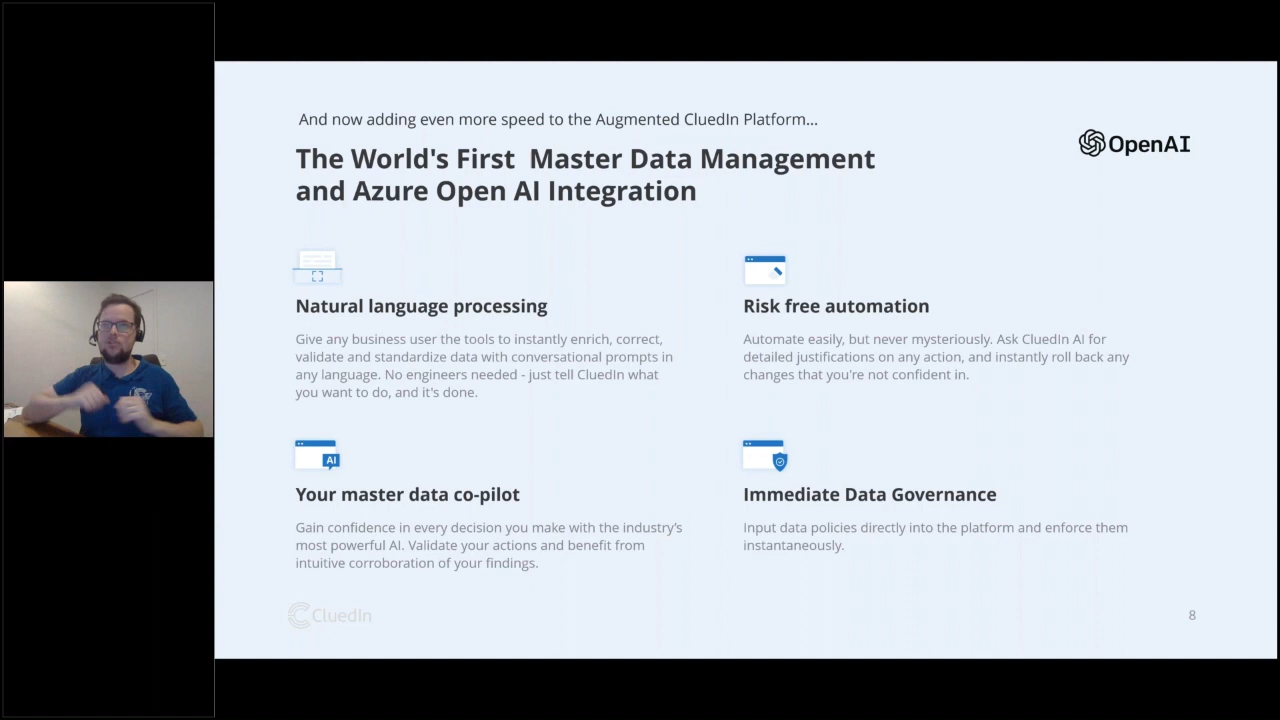 And now adding even more speed to the Augmented CluedIn Platform...
OpenAI
The World's First Master Data Management
and Azure Open AI Integration
Natural language processing
Give any business user the tools to instantly enrich, correct,
validate and standardize data with conversational prompts in
any language. No engineers needed - just tell CluedIn what
you want to do, and it's done.
Risk free automation
Automate easily, but never mysteriously. Ask CluedIn AI for
detailed justifications on any action, and instantly roll back any
changes that you're not confident in.
AI
Your master data co-pilot
Gain confidence in every decision you make with the industry's
most powerful AI. Validate your actions and benefit from
intuitive corroboration of your findings.
Immediate Data Governance
Input data policies directly into the platform and enforce them
instantaneously.
CluedIn
8